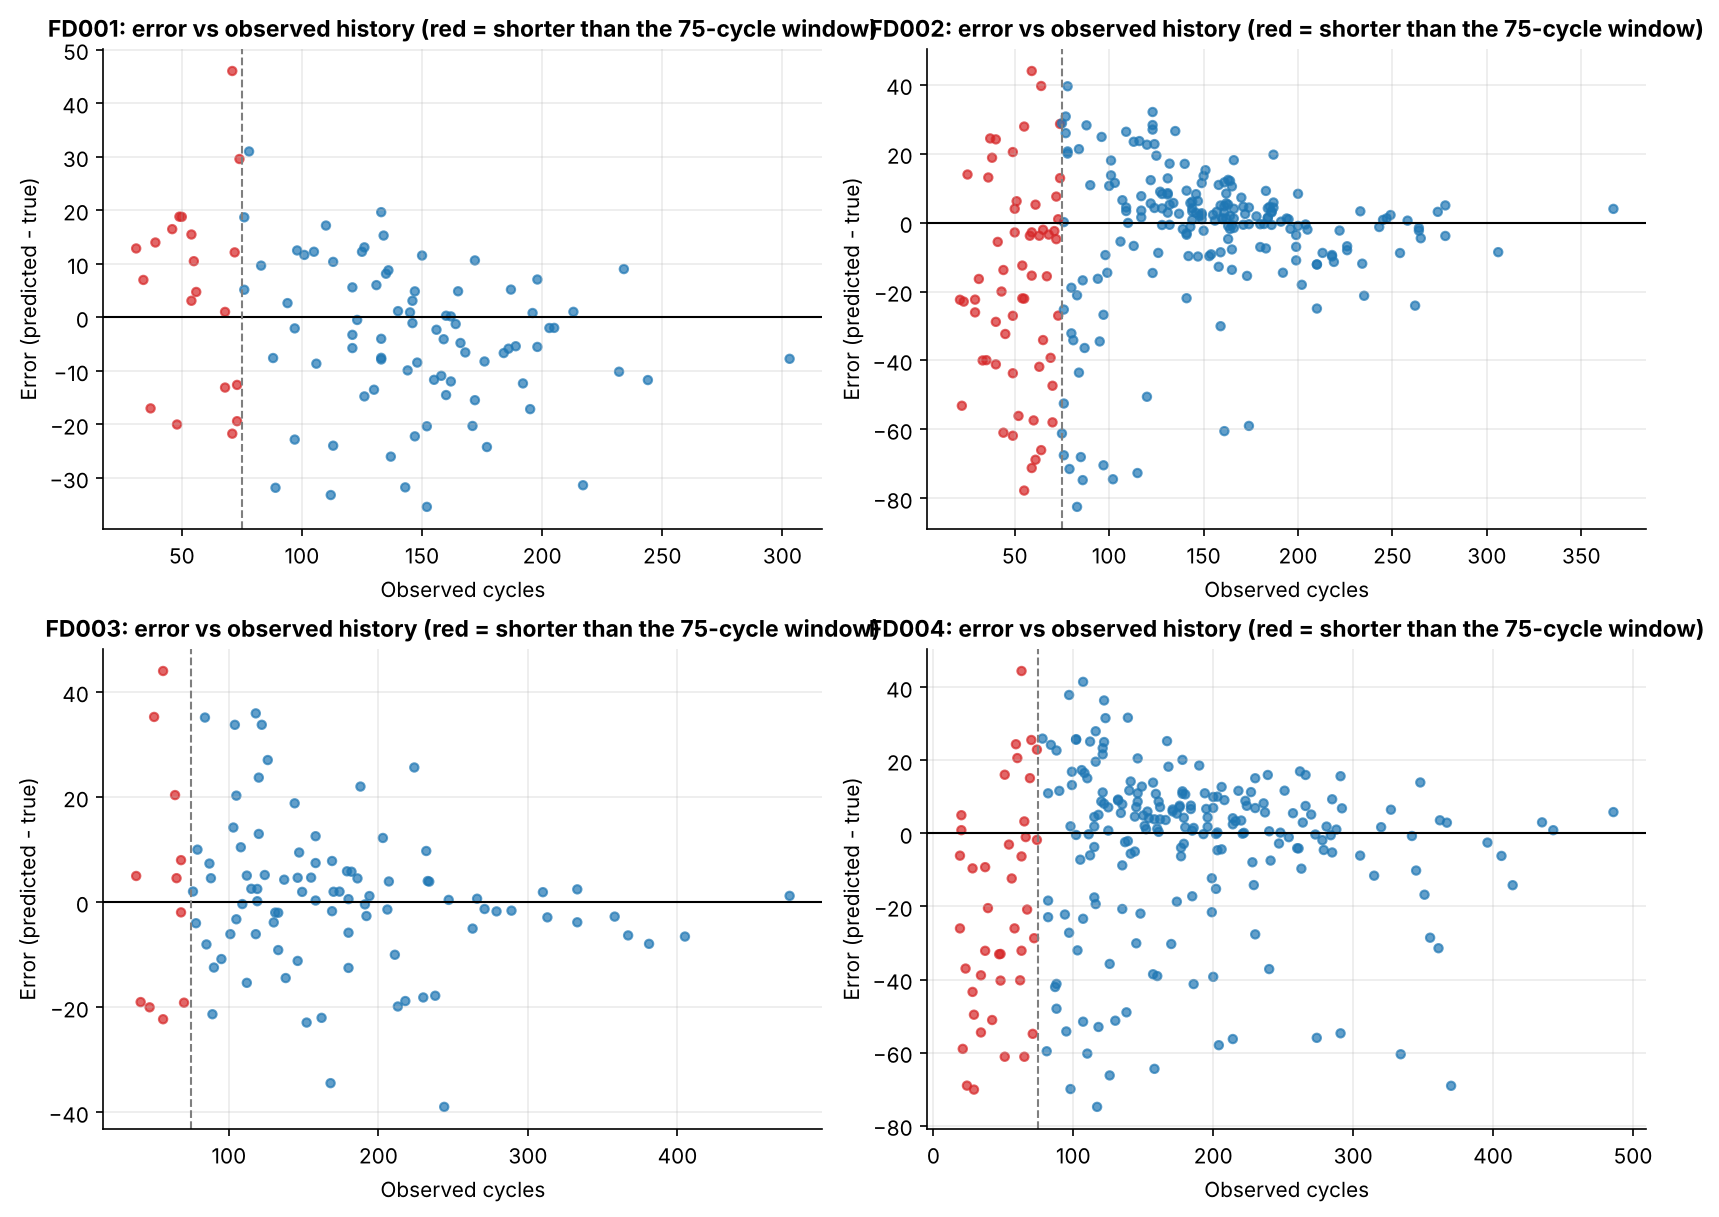 FD001: error vs observed history (red = shorter than the 75-cycle window)
50
40
30
20
10
0
−10
−20
−30
Error (predicted - true)
50 100 150 200 250 300
Observed cycles
FD002: error vs observed history (red = shorter than the 75-cycle window)
40
20
0
−20
−40
−60
−80
Error (predicted - true)
50 100 150 200 250 300 350
Observed cycles
FD003: error vs observed history (red = shorter than the 75-cycle window)
40
20
0
−20
−40
Error (predicted - true)
100 200 300 400
Observed cycles
FD004: error vs observed history (red = shorter than the 75-cycle window)
40
20
0
−20
−40
−60
−80
Error (predicted - true)
0 100 200 300 400 500
Observed cycles